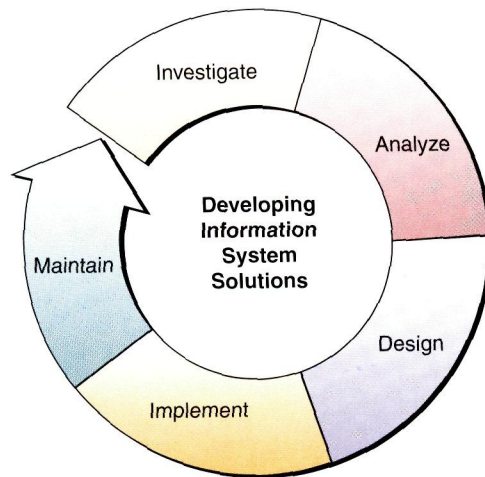 Investigate
Analyze
Design
Implement
Maintain
Developing
Information
System
Solutions